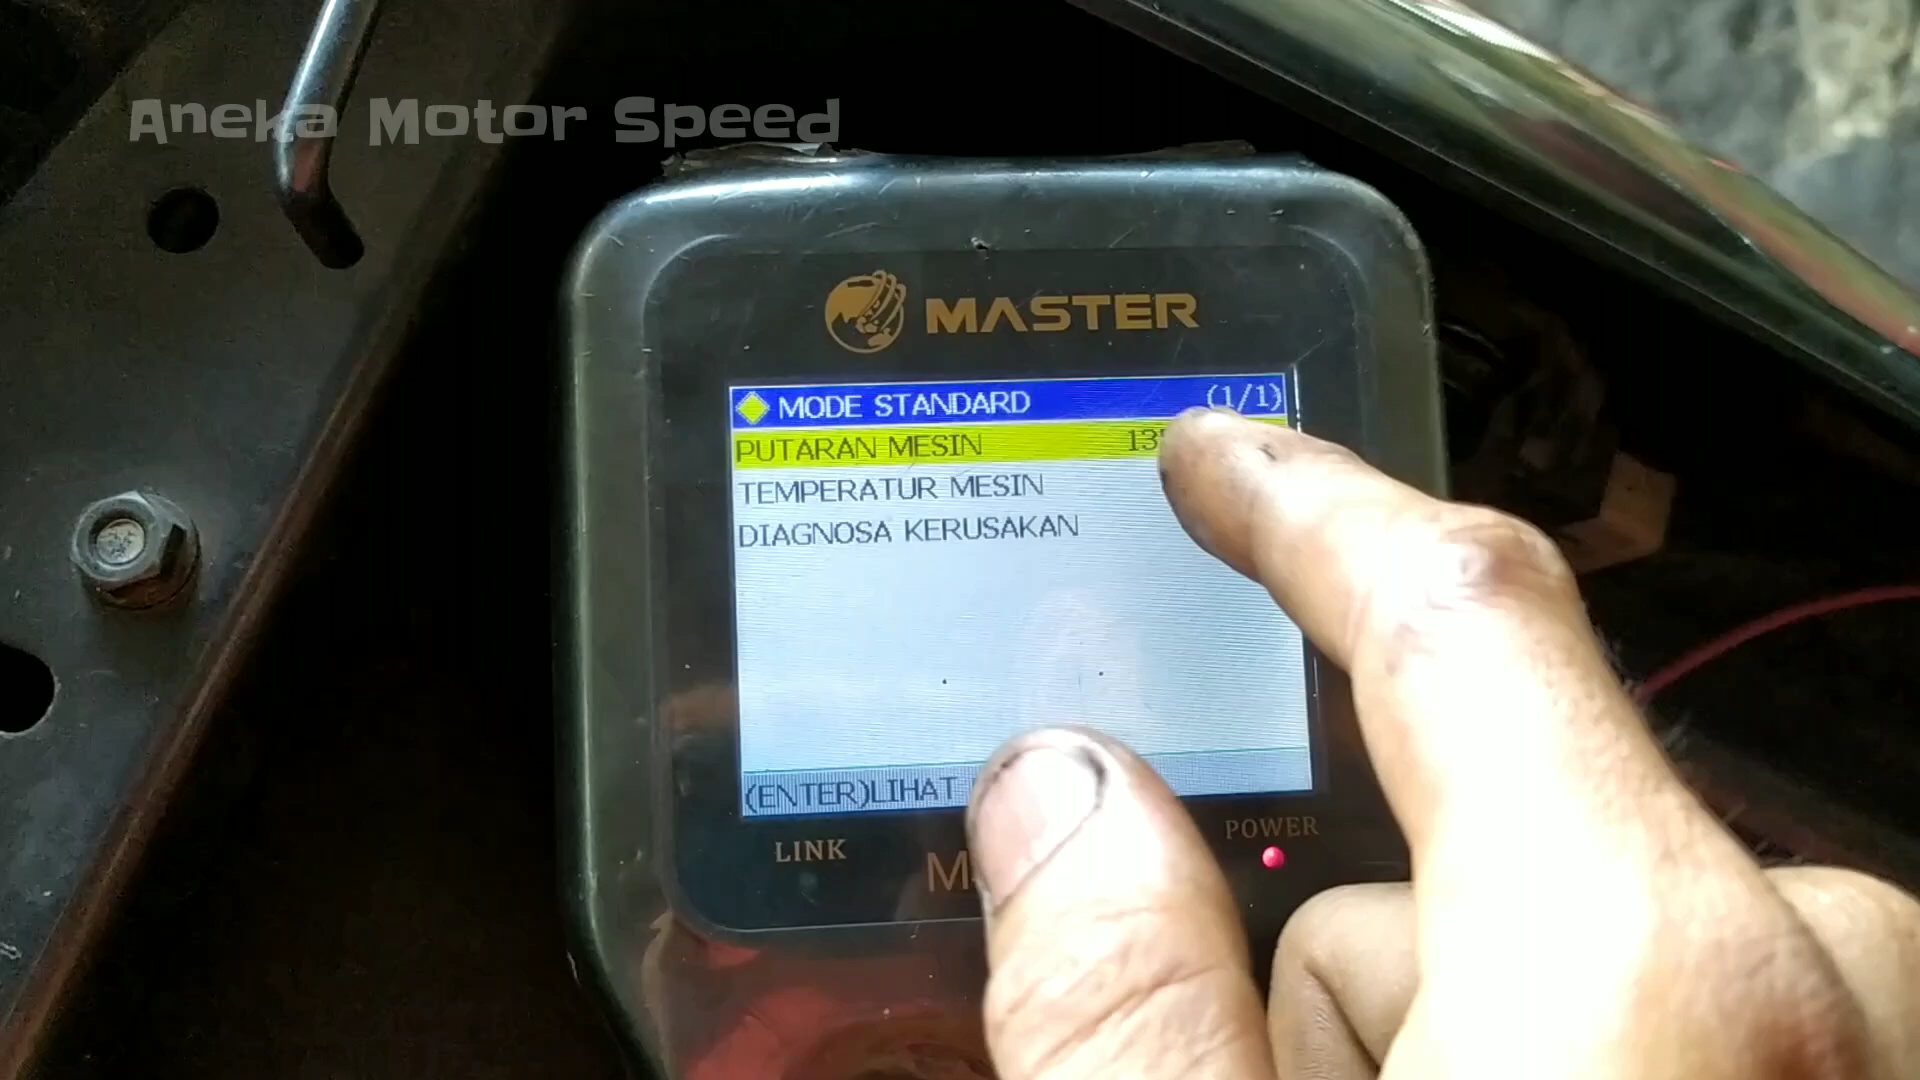 Aneka Motor Speed
MASTER
MODE STANDARD (1/1)
PUTARAN MESIN
TEMPERATUR MESIN
DIAGNOSA KERUSAKAN
(ENTER)LIHAT
LINK
POWER